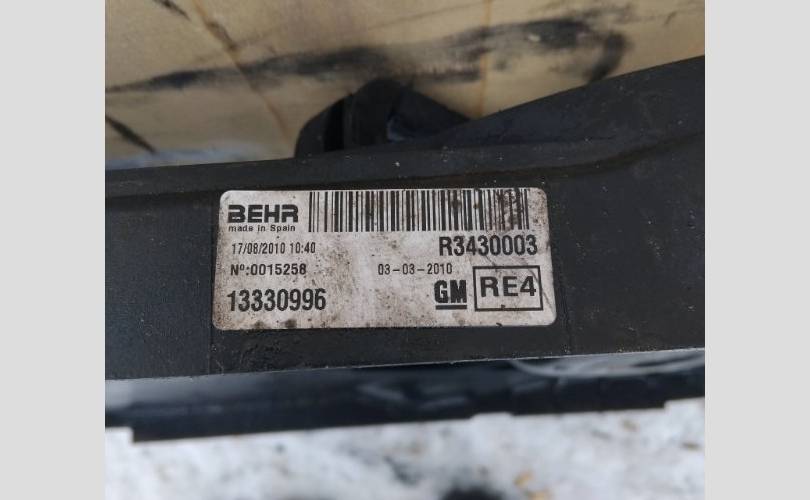 BEHR
made in Spain
17/08/2010 10:40 R3430003
Nº:0015258 03-03-2010
13330996 GM RE4